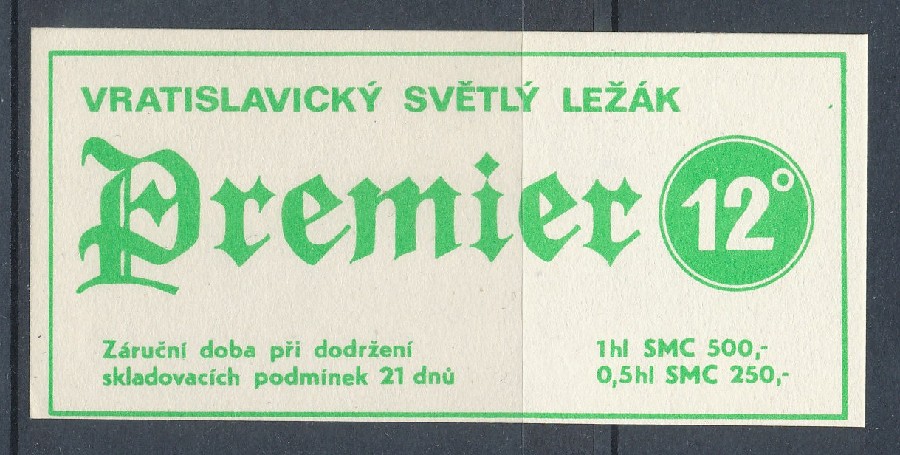 VRATISLAVICKÝ SVĚTLÝ LEŽÁK
Premier 12°
Záruční doba při dodržení
skladovacích podmínek 21 dnů
1hl SMC 500,-
0,5hl SMC 250,-